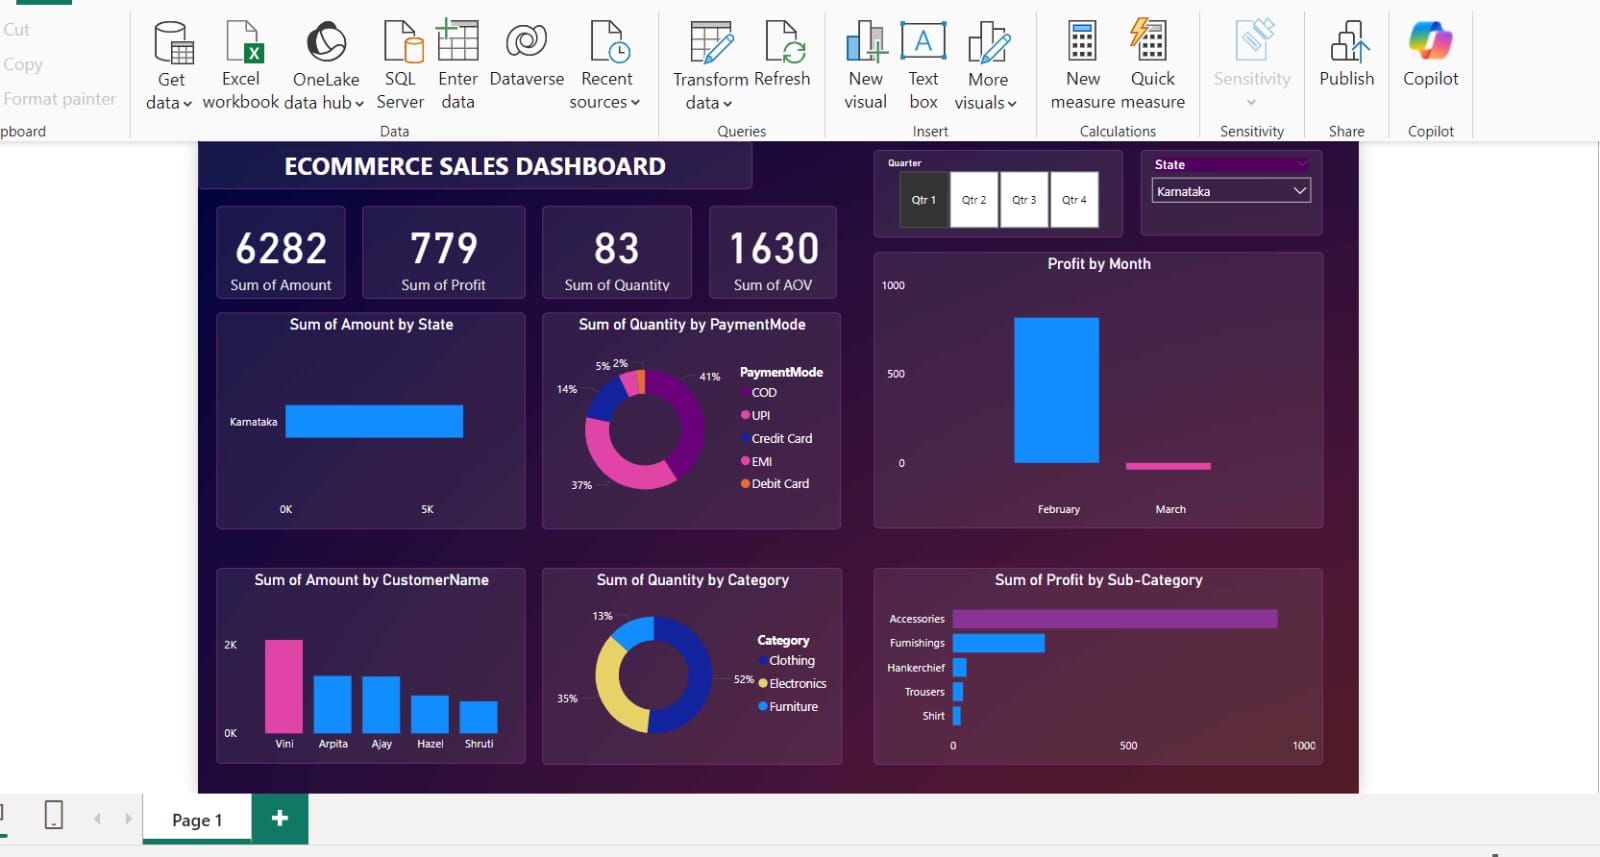 Cut
Copy
Format painter
pboard
Get data
Excel workbook
OneLake data hub
SQL Server
Enter data
Dataverse
Recent sources
Data
Transform data
Refresh
Queries
New visual
Text box
More visuals
Insert
New measure
Quick measure
Calculations
Sensitivity
Sensitivity
Publish
Share
Copilot
Copilot
ECOMMERCE SALES DASHBOARD
Quarter
Qtr 1
Qtr 2
Qtr 3
Qtr 4
State
Karnataka
6282
Sum of Amount
779
Sum of Profit
83
Sum of Quantity
1630
Sum of AOV
Sum of Amount by State
Karnataka
0K
5K
Sum of Quantity by PaymentMode
5%
2%
41%
14%
37%
PaymentMode
COD
UPI
Credit Card
EMI
Debit Card
Profit by Month
1000
500
0
February
March
Sum of Amount by CustomerName
2K
0K
Vini
Arpita
Ajay
Hazel
Shruti
Sum of Quantity by Category
13%
52%
35%
Category
Clothing
Electronics
Furniture
Sum of Profit by Sub-Category
Accessories
Furnishings
Hankerchief
Trousers
Shirt
0
500
1000
Page 1